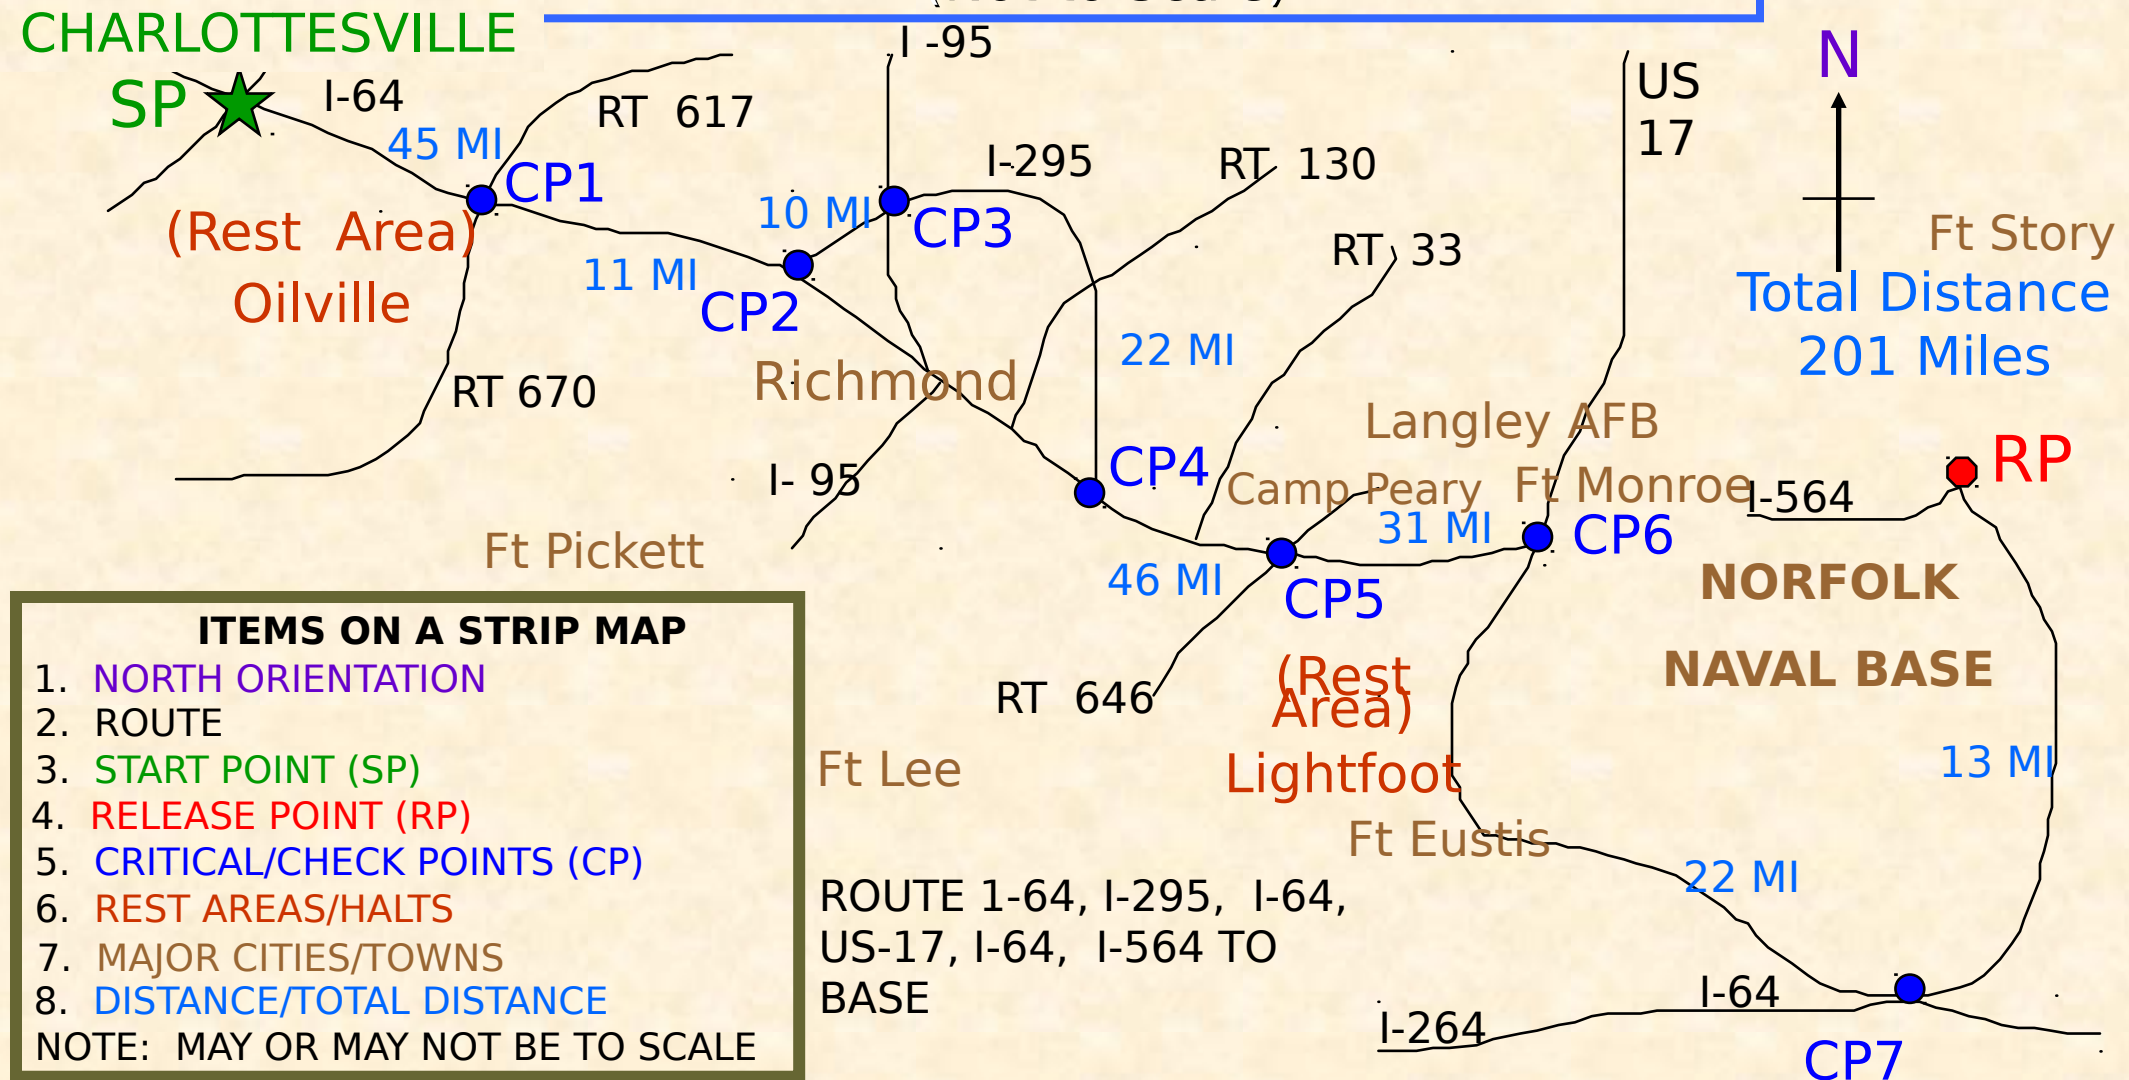 CHARLOTTESVILLE
SP
I-64
45 MI
CP1
RT 617
I -95
I-295
10 MI
CP3
RT 130
RT 33
US
17
N
Ft Story
Total Distance
201 Miles
(Rest Area)
Oilville
11 MI
CP2
RT 670
Richmond
22 MI
I- 95
CP4
Langley AFB
Camp Peary
Ft Monroe
I-564
RP
31 MI
CP6
Ft Pickett
46 MI
CP5
NORFOLK
NAVAL BASE
RT 646
(Rest
Area)
Lightfoot
Ft Lee
Ft Eustis
13 MI
22 MI
I-64
I-264
CP7
ROUTE 1-64, I-295, I-64,
US-17, I-64, I-564 TO
BASE
ITEMS ON A STRIP MAP
1. NORTH ORIENTATION
2. ROUTE
3. START POINT (SP)
4. RELEASE POINT (RP)
5. CRITICAL/CHECK POINTS (CP)
6. REST AREAS/HALTS
7. MAJOR CITIES/TOWNS
8. DISTANCE/TOTAL DISTANCE
NOTE: MAY OR MAY NOT BE TO SCALE